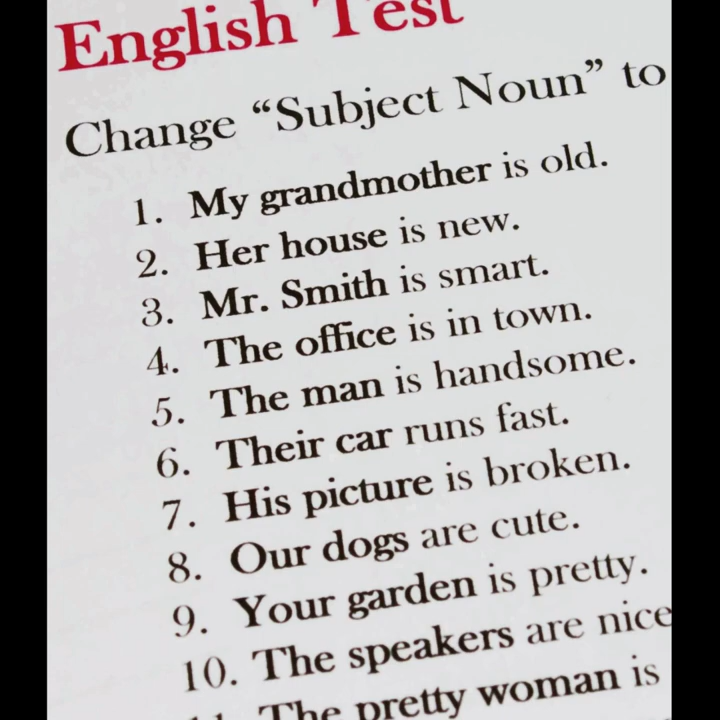 English Test
Change “Subject Noun” to
1. My grandmother is old.
2. Her house is new.
3. Mr. Smith is smart.
4. The office is in town.
5. The man is handsome.
6. Their car runs fast.
7. His picture is broken.
8. Our dogs are cute.
9. Your garden is pretty.
10. The speakers are nice
11. The pretty woman is